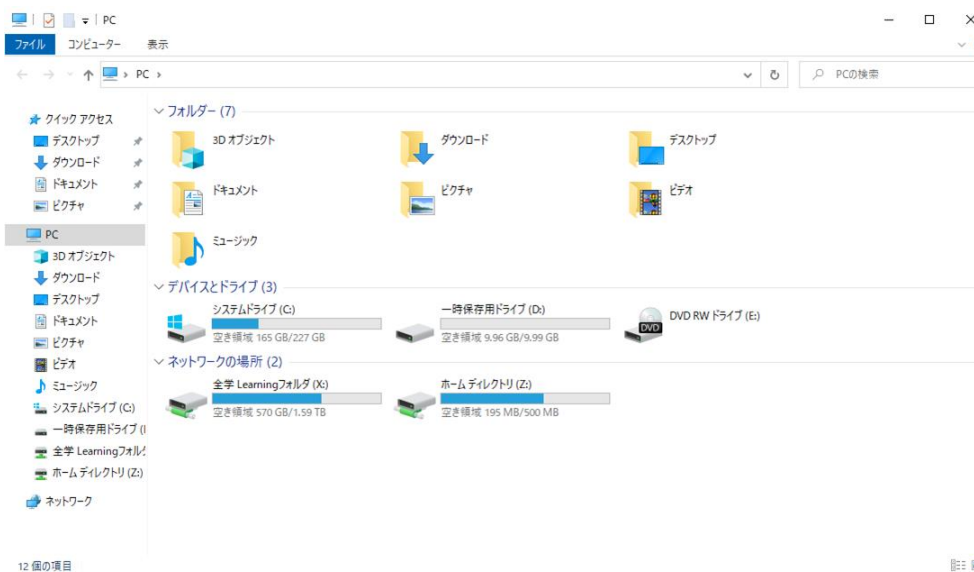 PC
ファイル
コンピューター
表示
PC
PCの検索
クイック アクセス
デスクトップ
ダウンロード
ドキュメント
ピクチャ
PC
3D オブジェクト
ダウンロード
デスクトップ
ドキュメント
ピクチャ
ビデオ
ミュージック
システムドライブ (C:)
一時保存用ドライブ (
全学 Learningフォル
ホーム ディレクトリ (Z:)
ネットワーク
フォルダー (7)
3D オブジェクト
ダウンロード
デスクトップ
ドキュメント
ピクチャ
ビデオ
ミュージック
デバイスとドライブ (3)
システムドライブ (C:)
空き領域 165 GB/227 GB
一時保存用ドライブ (D:)
空き領域 9.96 GB/9.99 GB
DVD RW ドライブ (E:)
DVD
ネットワークの場所 (2)
全学 Learningフォルダ (X:)
空き領域 570 GB/1.59 TB
ホーム ディレクトリ (Z:)
空き領域 195 MB/500 MB
12 個の項目